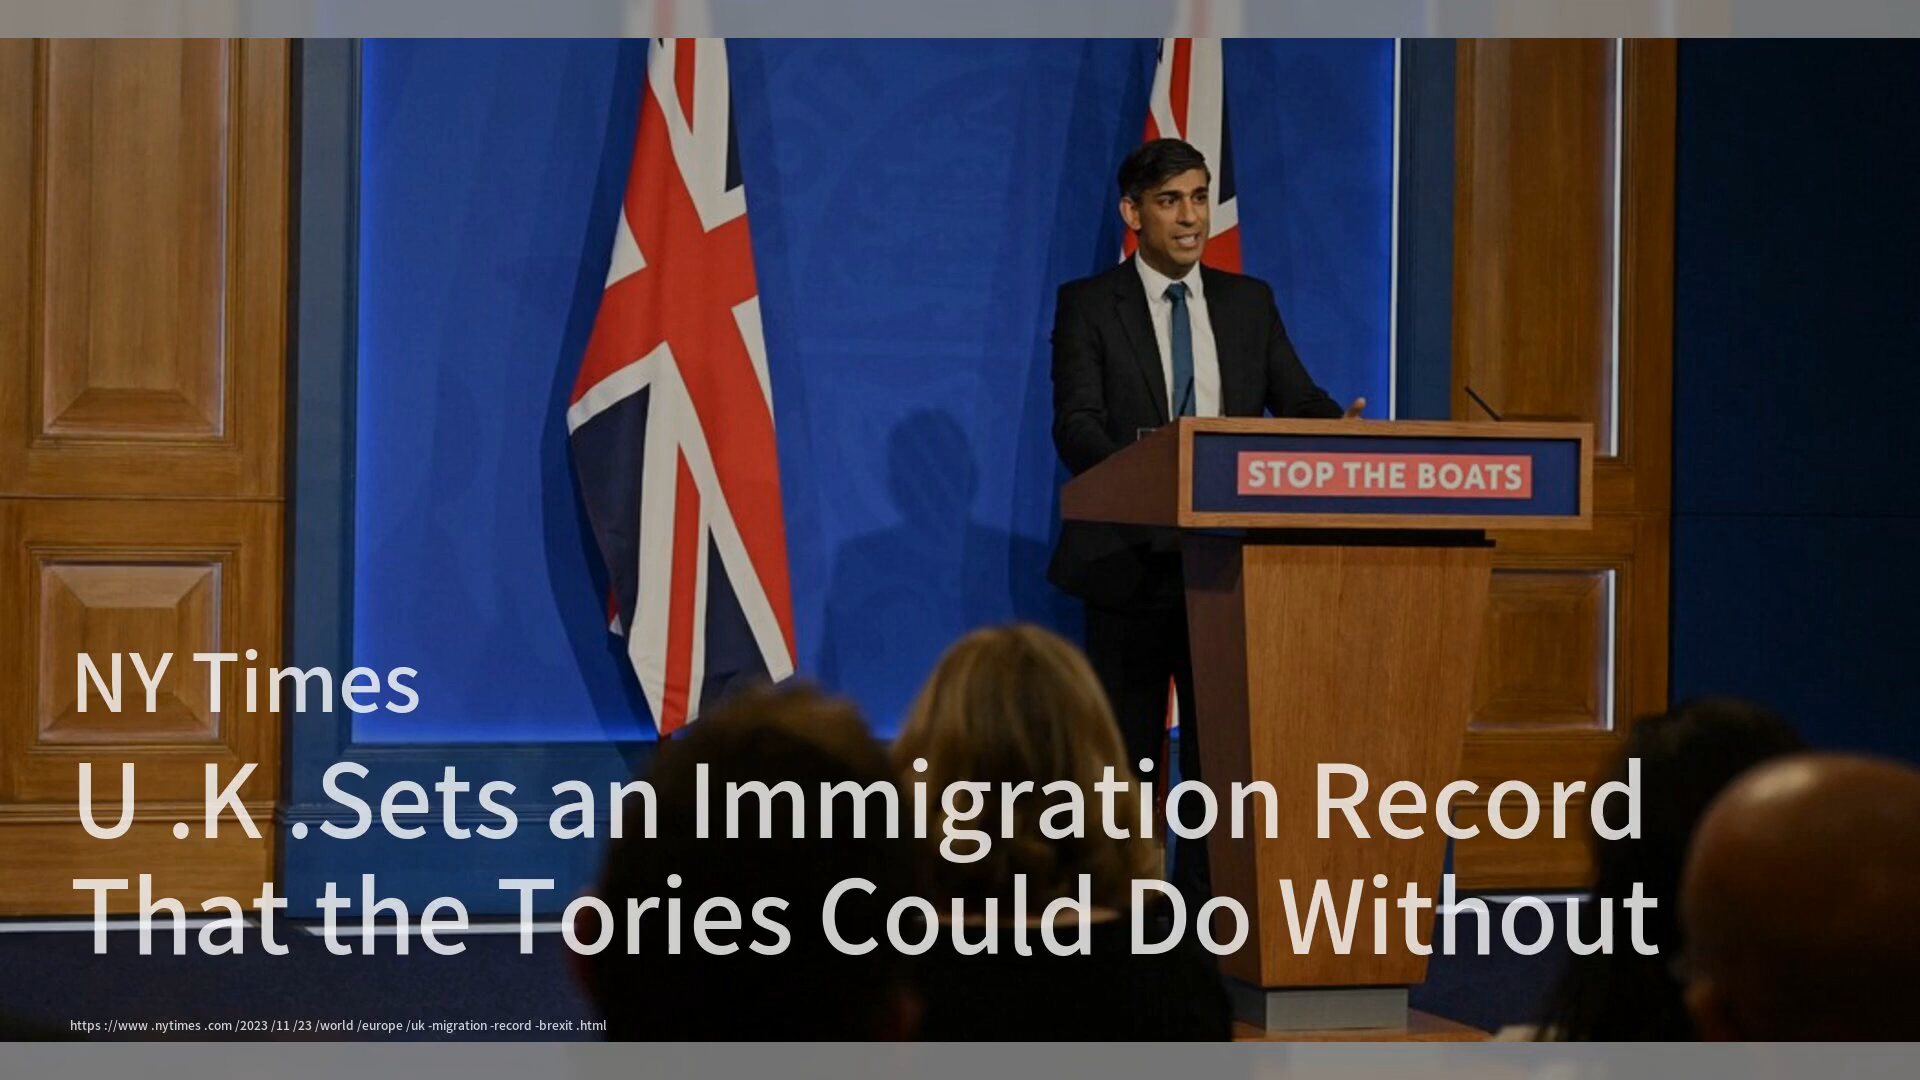 STOP THE BOATS
NY Times
U .K .Sets an Immigration Record
That the Tories Could Do Without
https ://www .nytimes .com /2023 /11 /23 /world /europe /uk -migration -record -brexit .html